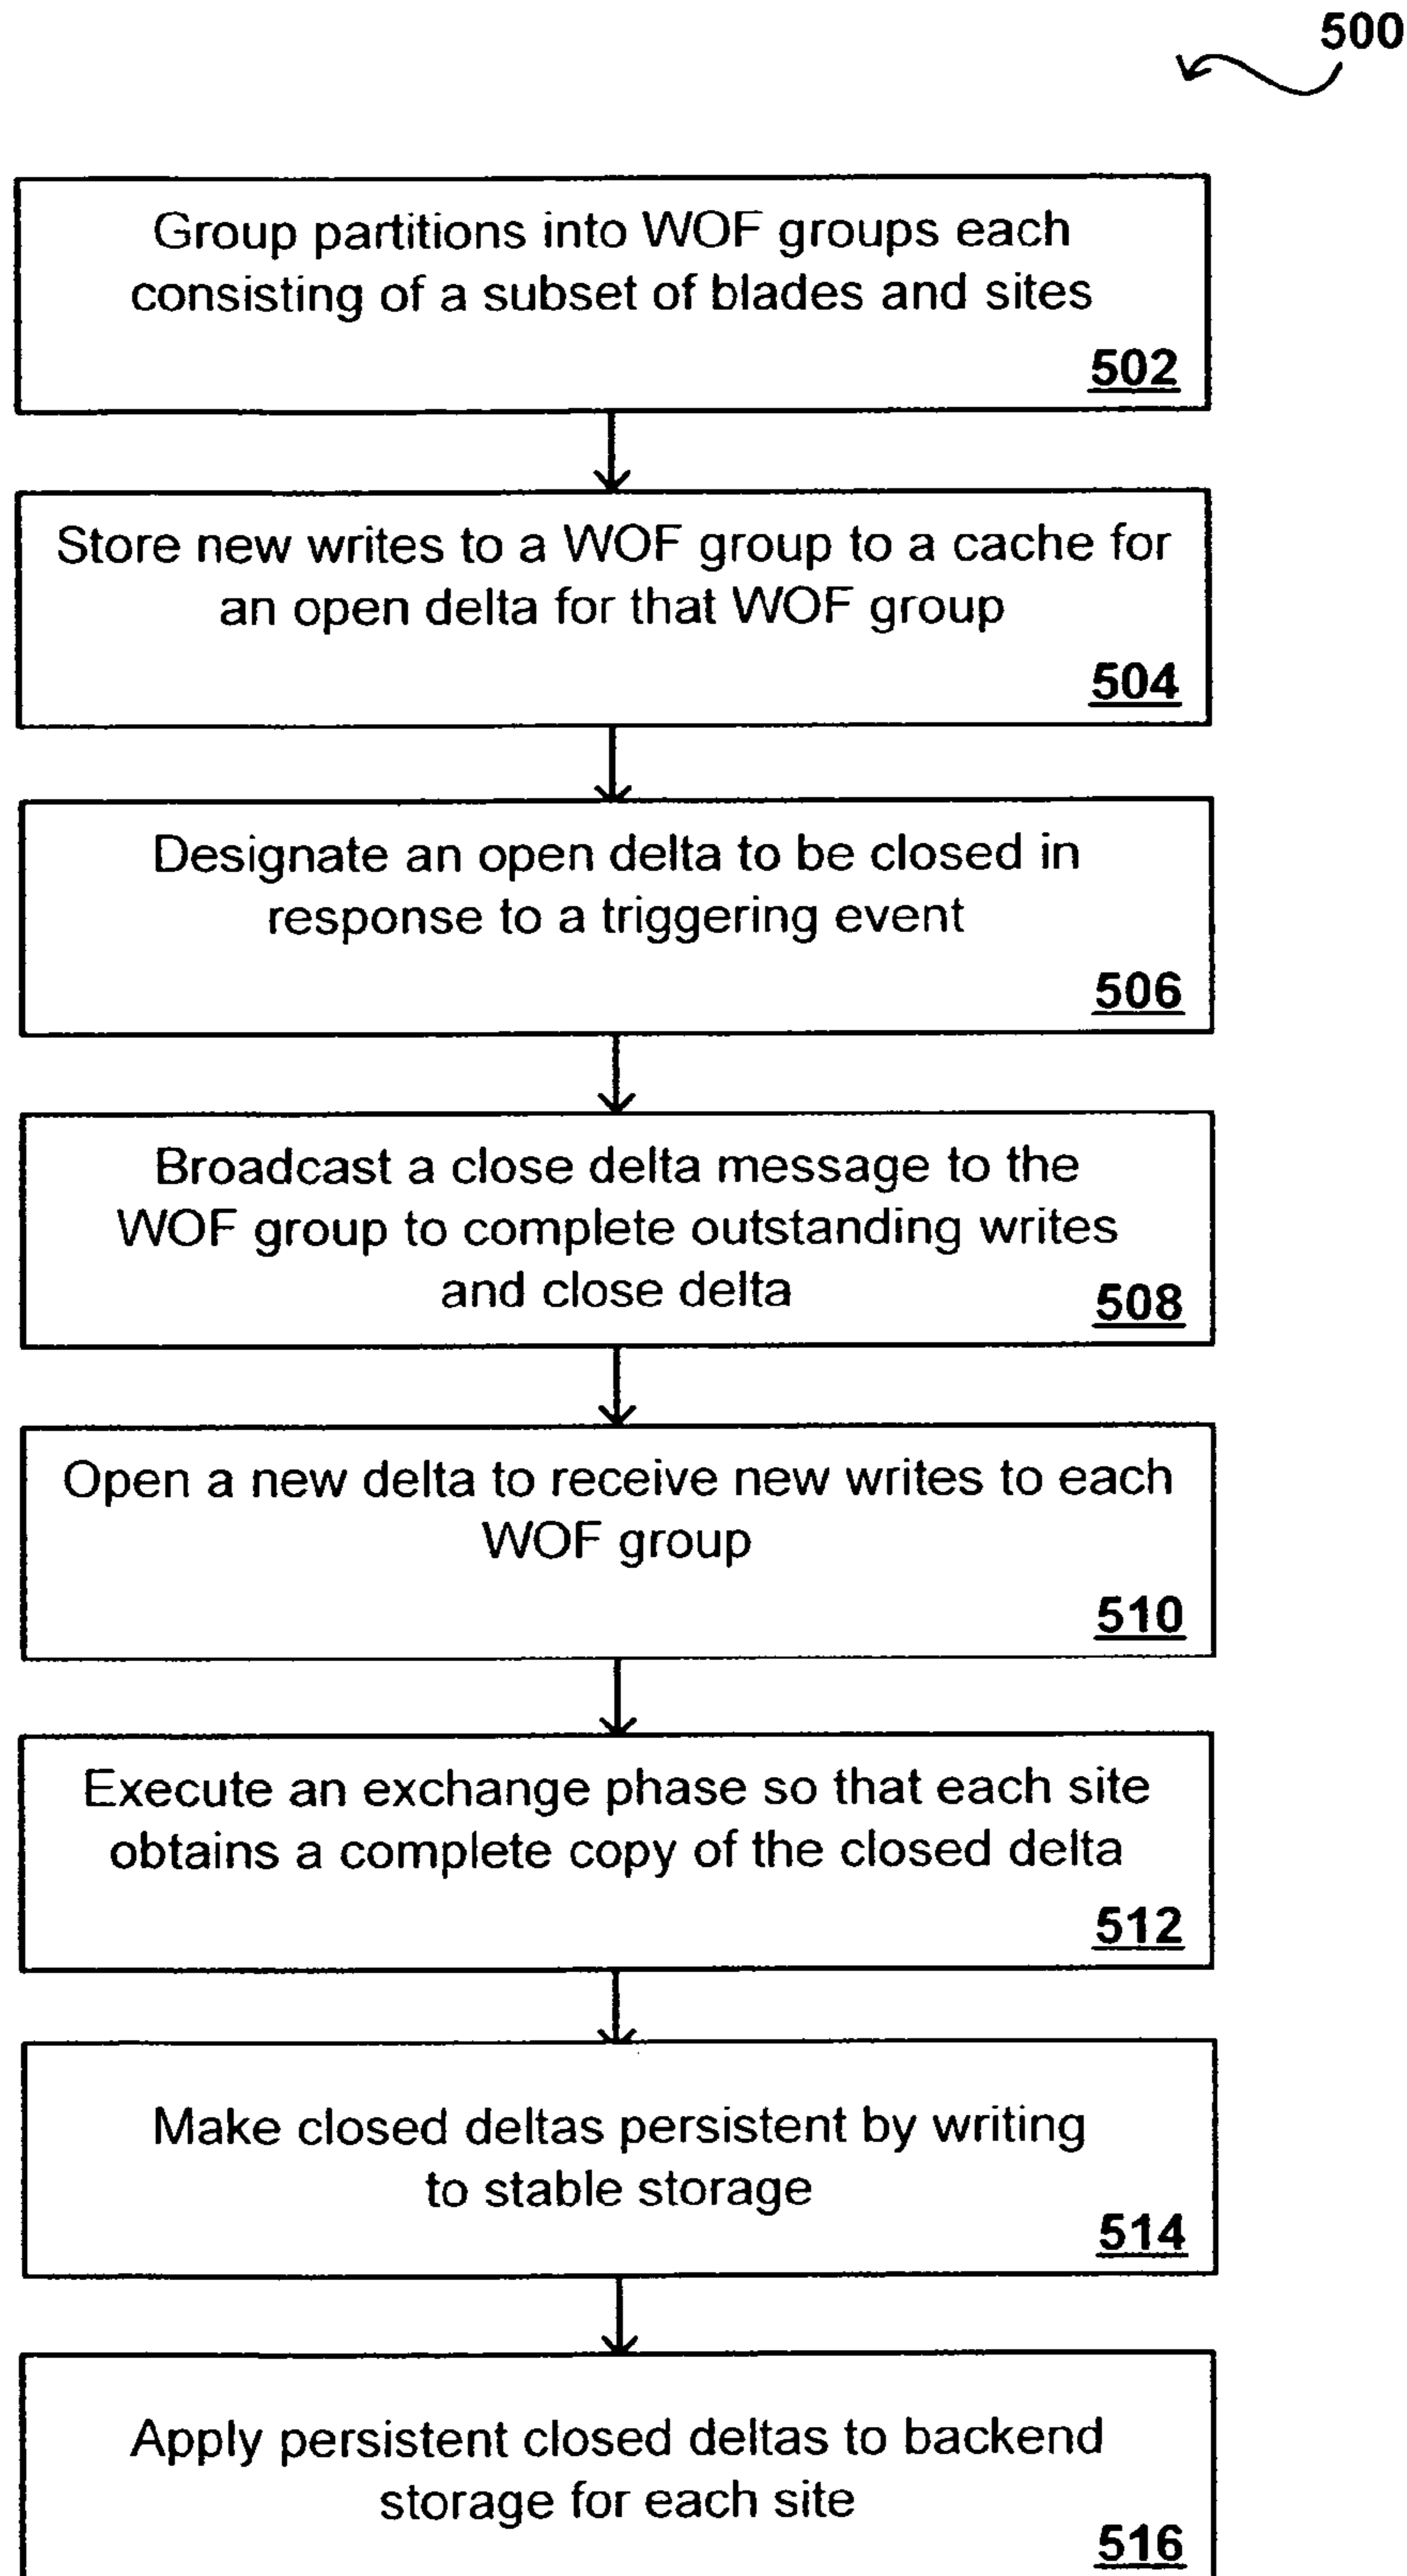 500
Group partitions into WOF groups each
consisting of a subset of blades and sites
502
Store new writes to a WOF group to a cache for
an open delta for that WOF group
504
Designate an open delta to be closed in
response to a triggering event
506
Broadcast a close delta message to the
WOF group to complete outstanding writes
and close delta
508
Open a new delta to receive new writes to each
WOF group
510
Execute an exchange phase so that each site
obtains a complete copy of the closed delta
512
Make closed deltas persistent by writing
to stable storage
514
Apply persistent closed deltas to backend
storage for each site
516